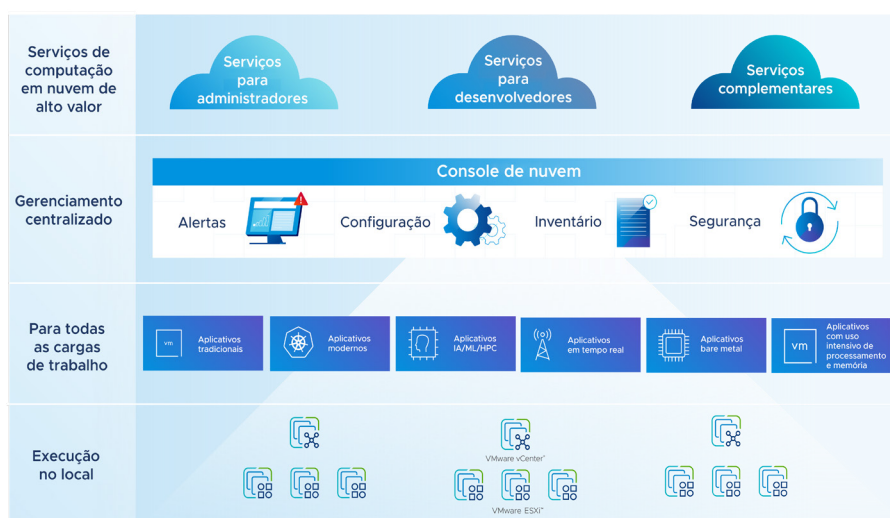 Serviços de
computação
em nuvem de
alto valor
Serviços
para
administradores
Serviços
para
desenvolvedores
Serviços
complementares
Gerenciamento
centralizado
Console de nuvem
Alertas
Configuração
Inventário
Segurança
Para todas
as cargas
de trabalho
vm
Aplicativos
tradicionais
Aplicativos
modernos
Aplicativos
IA/ML/HPC
Aplicativos
em tempo real
Aplicativos
bare metal
vm
Aplicativos
com uso
intensivo de
processamento
e memória
Execução
no local
VMware vCenter®
VMware ESXi™